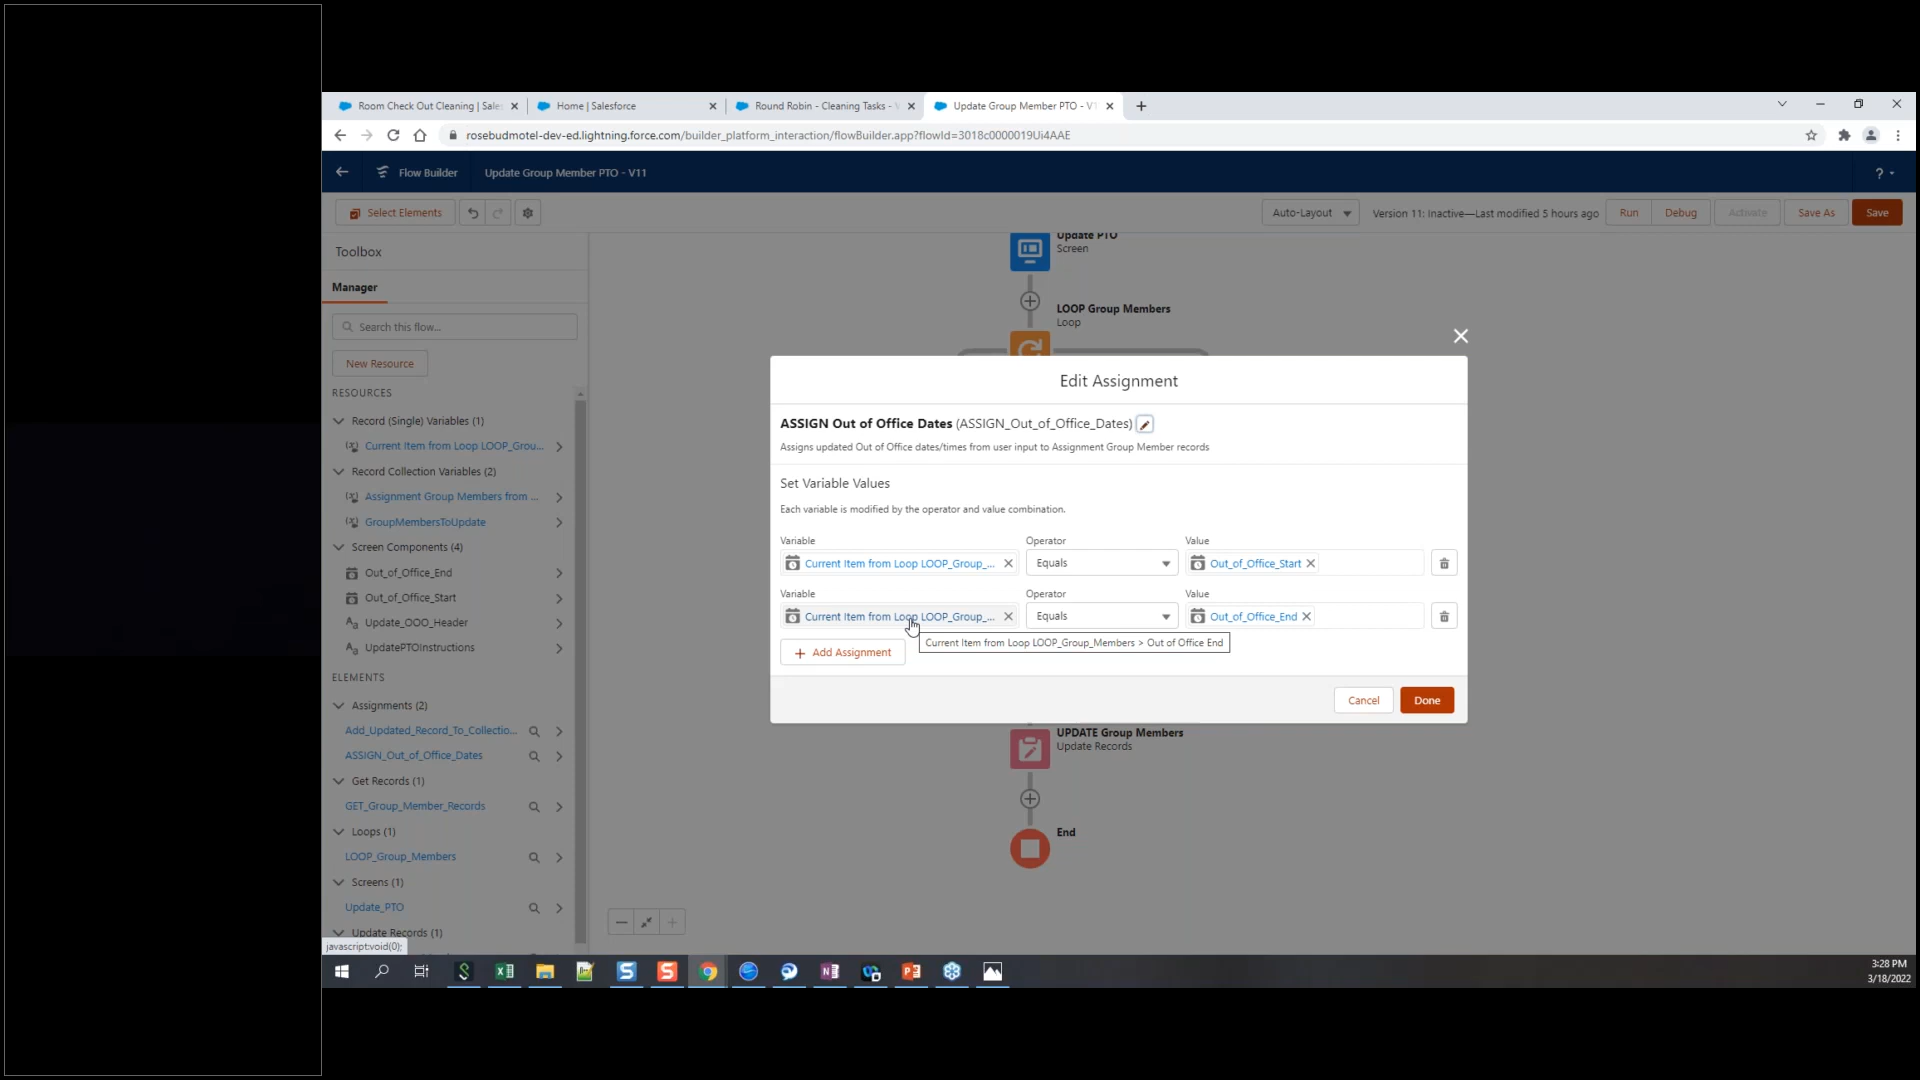 Room Check Out Cleaning | Sale
Home | Salesforce
Round Robin - Cleaning Tasks -
Update Group Member PTO - V1
rosebudmotel-dev-ed.lightning.force.com/builder_platform_interaction/flowBuilder.app?flowId=3018c0000019Ui4AAE
Flow Builder
Update Group Member PTO - V11
?
Select Elements
Auto-Layout
Version 11: Inactive—Last modified 5 hours ago
Run
Debug
Activate
Save As
Save
Toolbox
Manager
Search this flow...
New Resource
RESOURCES
Record (Single) Variables (1)
Current Item from Loop LOOP_Grou...
Record Collection Variables (2)
Assignment Group Members from ...
GroupMembersToUpdate
Screen Components (4)
Out_of_Office_End
Out_of_Office_Start
Update_OOO_Header
UpdatePTOInstructions
ELEMENTS
Assignments (2)
Add_Updated_Record_To_Collectio...
ASSIGN_Out_of_Office_Dates
Get Records (1)
GET_Group_Member_Records
Loops (1)
LOOP_Group_Members
Screens (1)
Update_PTO
Update Records (1)
javascript:void(0);
Update PTO
Screen
LOOP Group Members
Loop
Edit Assignment
ASSIGN Out of Office Dates (ASSIGN_Out_of_Office_Dates)
Assigns updated Out of Office dates/times from user input to Assignment Group Member records
Set Variable Values
Each variable is modified by the operator and value combination.
Variable
Operator
Value
Current Item from Loop LOOP_Group_...
Equals
Out_of_Office_Start
Variable
Operator
Value
Current Item from Loop LOOP_Group_...
Equals
Out_of_Office_End
Current Item from Loop LOOP_Group_Members > Out of Office End
Add Assignment
Cancel
Done
UPDATE Group Members
Update Records
End
3:28 PM
3/18/2022